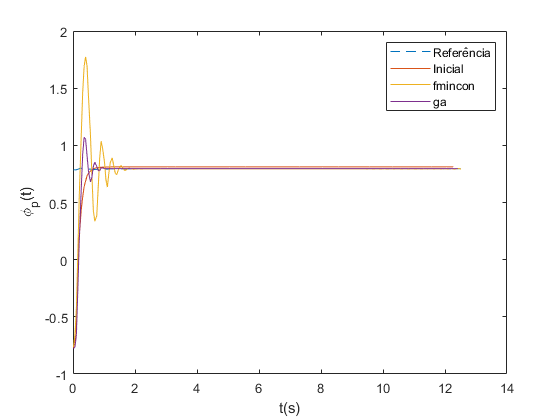 2
1.5
1
0.5
0
-0.5
-1
0 2 4 6 8 10 12 14
t(s)
ϕp(t)
Referência
Inicial
fmincon
ga